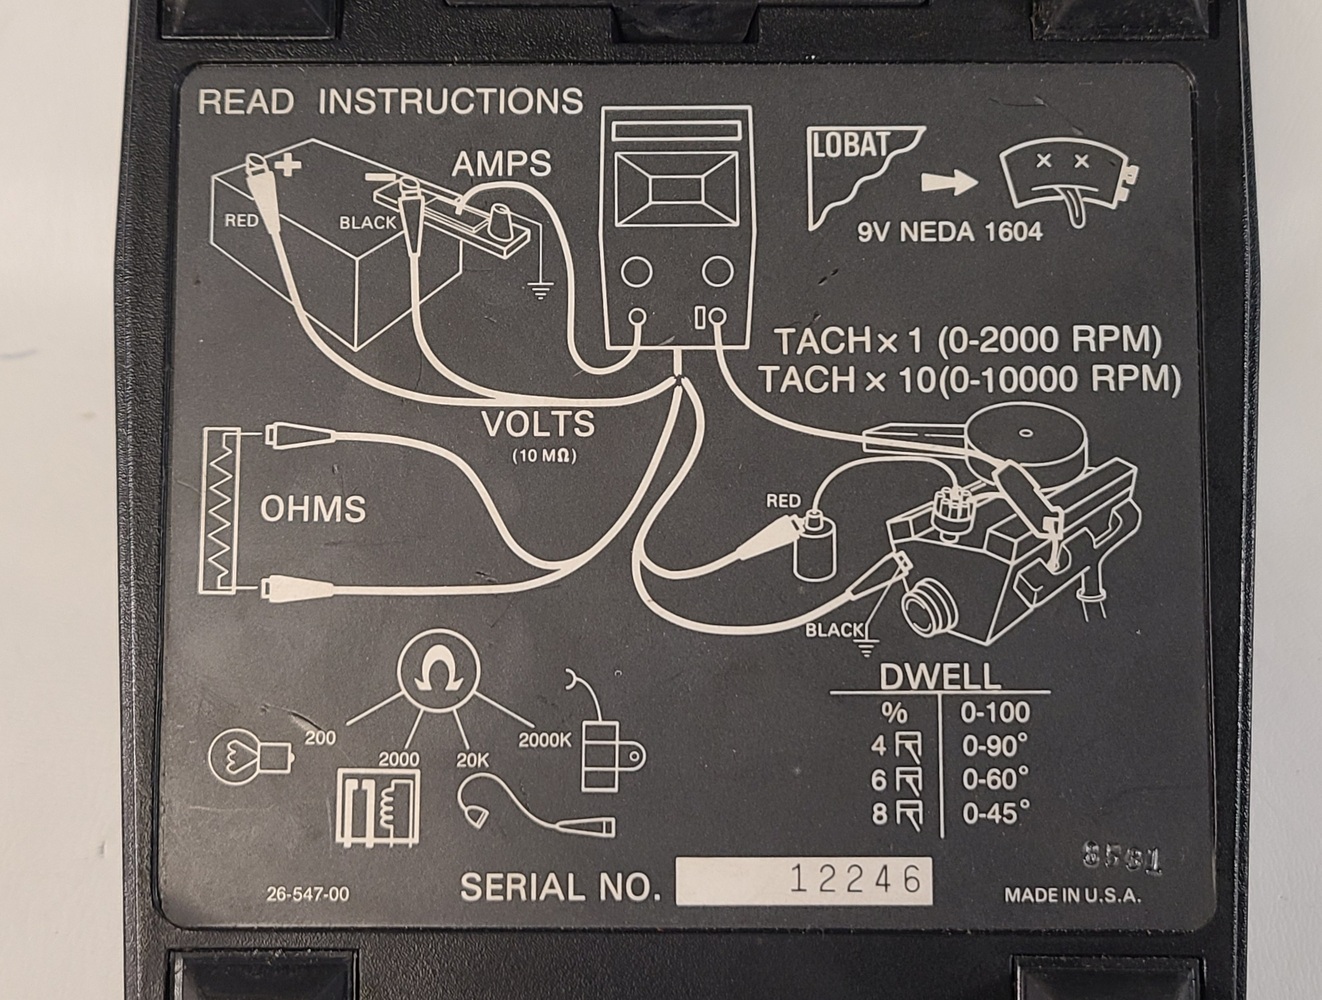 READ INSTRUCTIONS
+
-
AMPS
RED
BLACK
LOBAT
9V NEDA 1604
TACH x 1 (0-2000 RPM)
TACH x 10(0-10000 RPM)
VOLTS
(10 MΩ)
OHMS
RED
BLACK
Ω
200
2000
20K
2000K
DWELL
% 0-100
4 0-90°
6 0-60°
8 0-45°
26-547-00
SERIAL NO. 12246
MADE IN U.S.A.